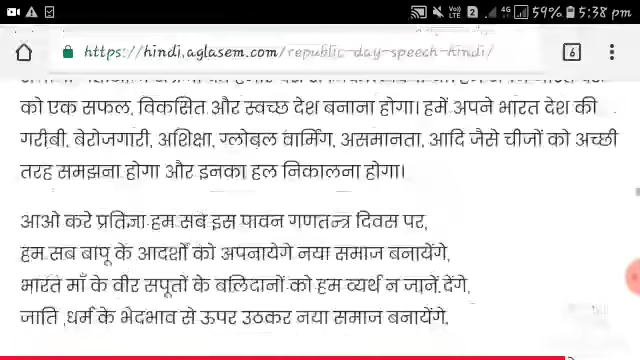 59% 5:38 pm
https://hindi.aglasem.com/republic-day-speech-hindi/ 6
को एक सफल, विकसित और स्वच्छ देश बनाना होगा। हमें अपने भारत देश की
गरीबी, बेरोजगारी, अशिक्षा, ग्लोबल वार्मिंग, असमानता, आदि जैसे चीजों को अच्छी
तरह समझना होगा और इनका हल निकालना होगा।
आओ करे प्रतिज्ञा हम सब इस पावन गणतन्त्र दिवस पर,
हम सब बापू के आदर्शों को अपनायेगे नया समाज बनायेंगे,
भारत माँ के वीर सपूतों के बलिदानों को हम व्यर्थ न जानें देंगे,
जाति ,धर्म के भेदभाव से ऊपर उठकर नया समाज बनायेंगे.